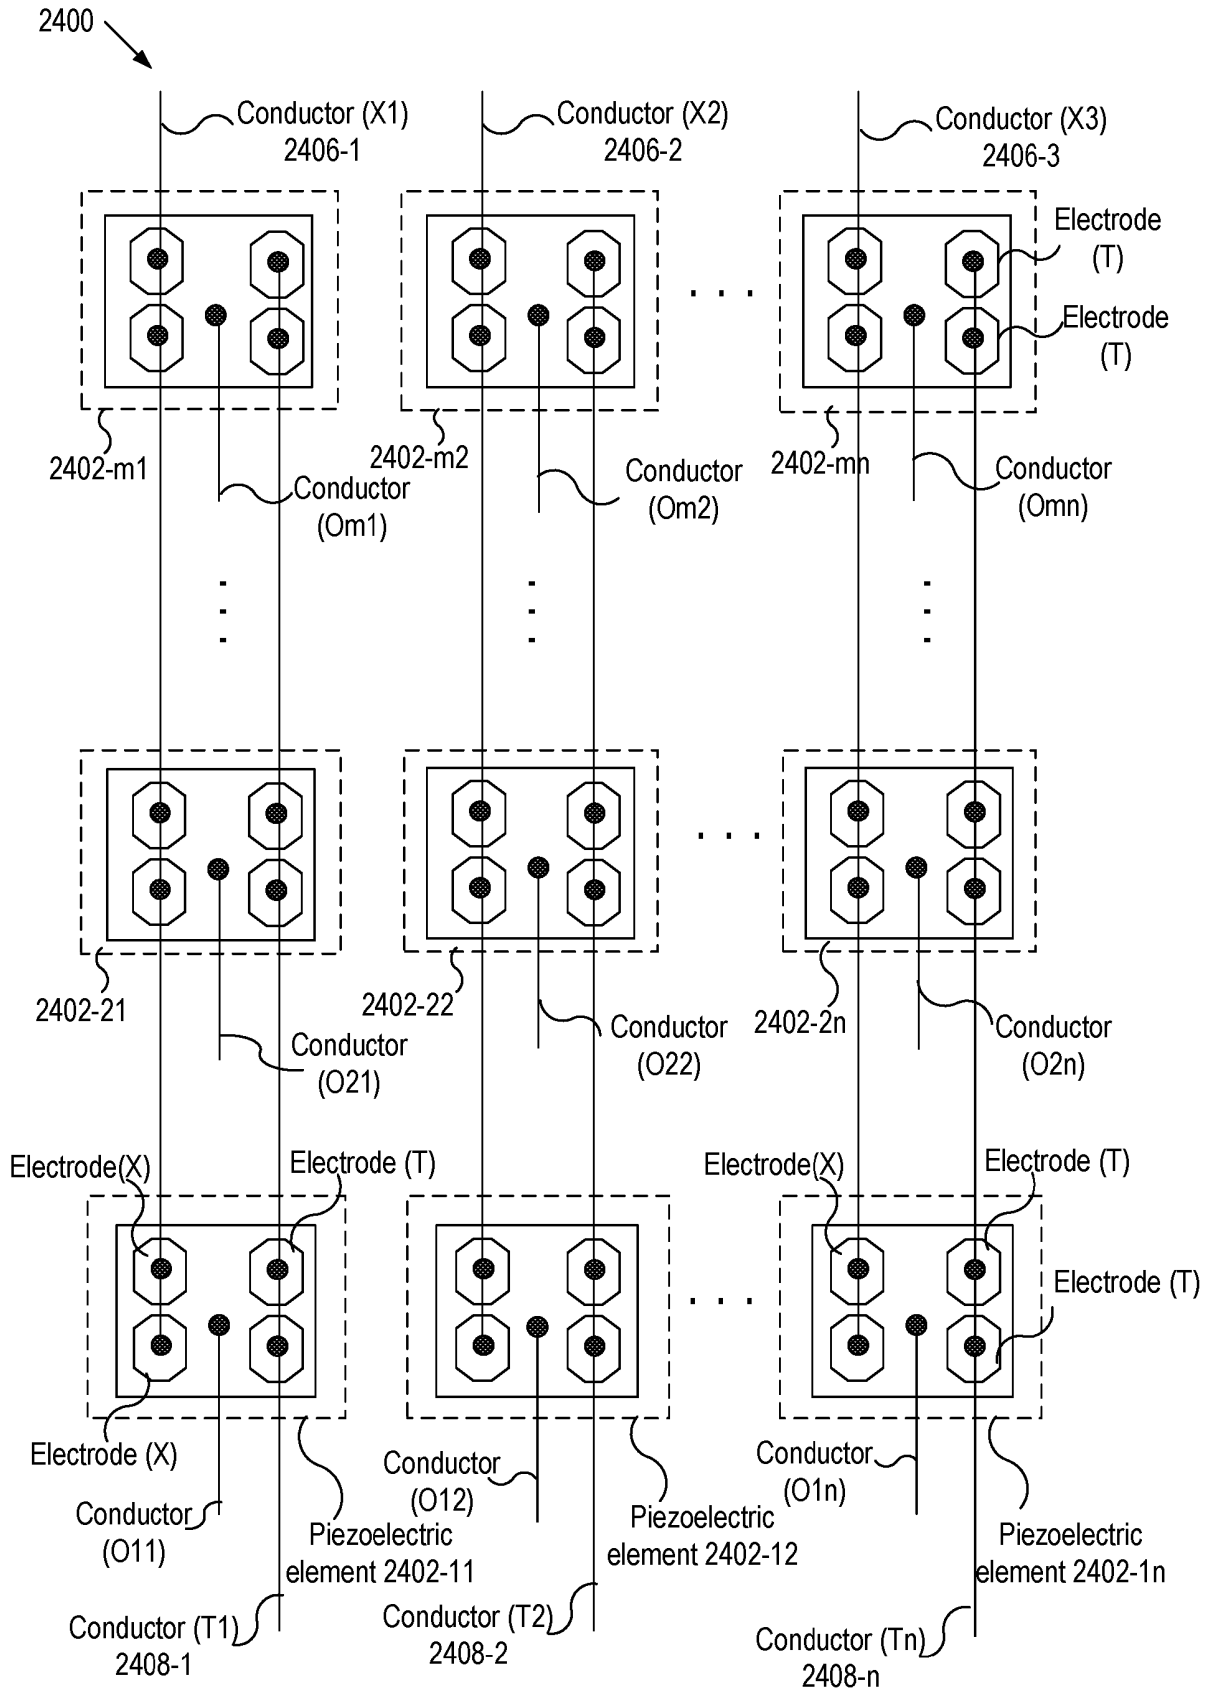 2400
Conductor (X1)
2406-1
Conductor (X2)
2406-2
Conductor (X3)
2406-3
Electrode
(T)
Electrode
(T)
2402-m1
2402-m2
2402-mn
Conductor
(Om1)
Conductor
(Om2)
Conductor
(Omn)
2402-21
2402-22
2402-2n
Conductor
(O21)
Conductor
(O22)
Conductor
(O2n)
Electrode(X)
Electrode (T)
Electrode(X)
Electrode (T)
Electrode (T)
Electrode (X)
Conductor
(O11)
Piezoelectric
element 2402-11
Conductor
(O12)
Piezoelectric
element 2402-12
Conductor
(O1n)
Piezoelectric
element 2402-1n
Conductor (T1)
2408-1
Conductor (T2)
2408-2
Conductor (Tn)
2408-n